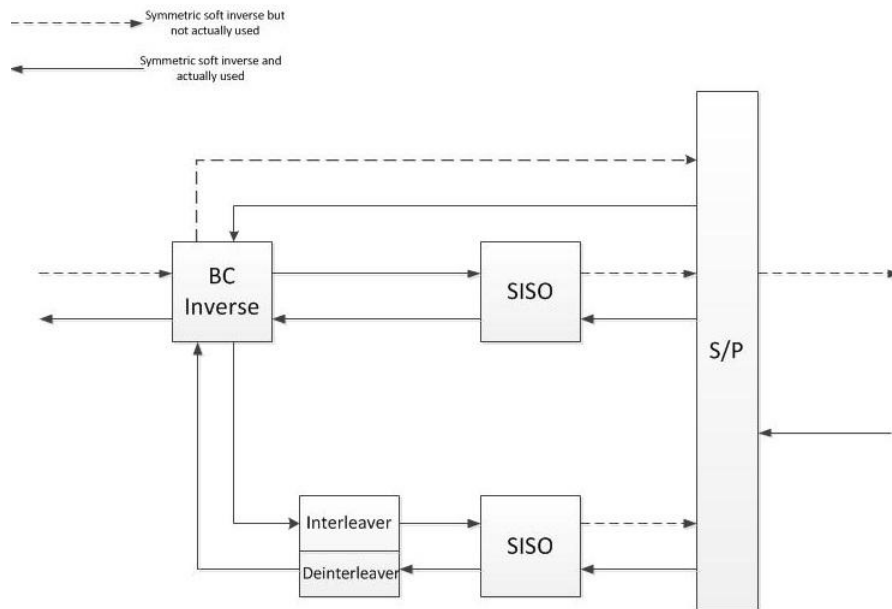 Symmetric soft inverse but
not actually used
Symmetric soft inverse and
actually used
BC
Inverse
SISO
S/P
Interleaver
Deinterleaver
SISO